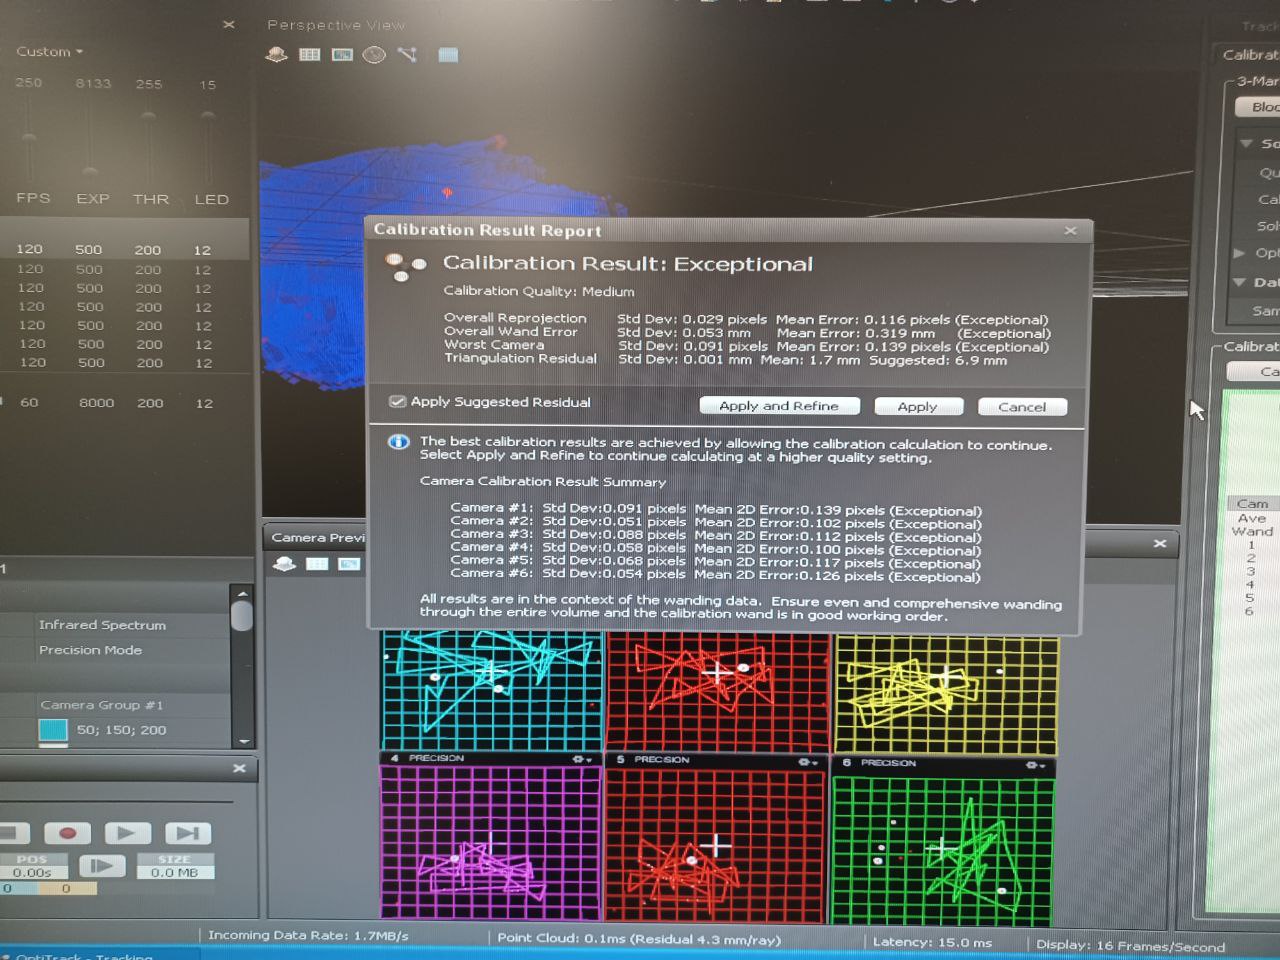 Perspective View
Custom
250 8133 255 15
FPS EXP THR LED
120 500 200 12
120 500 200 12
120 500 200 12
120 500 200 12
120 500 200 12
120 500 200 12
120 500 200 12
60 8000 200 12
Calibration Result Report
Calibration Result: Exceptional
Calibration Quality: Medium
Overall Reprojection Std Dev: 0.029 pixels Mean Error: 0.116 pixels (Exceptional)
Overall Wand Error Std Dev: 0.053 mm Mean Error: 0.319 mm (Exceptional)
Worst Camera Std Dev: 0.091 pixels Mean Error: 0.139 pixels (Exceptional)
Triangulation Residual Std Dev: 0.001 mm Mean: 1.7 mm Suggested: 6.9 mm
Apply Suggested Residual
Apply and Refine Apply Cancel
The best calibration results are achieved by allowing the calibration calculation to continue.
Select Apply and Refine to continue calculating at a higher quality setting.
Camera Calibration Result Summary
Camera #1: Std Dev:0.091 pixels Mean 2D Error:0.139 pixels (Exceptional)
Camera #2: Std Dev:0.051 pixels Mean 2D Error:0.102 pixels (Exceptional)
Camera #3: Std Dev:0.088 pixels Mean 2D Error:0.112 pixels (Exceptional)
Camera #4: Std Dev:0.058 pixels Mean 2D Error:0.100 pixels (Exceptional)
Camera #5: Std Dev:0.068 pixels Mean 2D Error:0.117 pixels (Exceptional)
Camera #6: Std Dev:0.054 pixels Mean 2D Error:0.126 pixels (Exceptional)
All results are in the context of the wanding data. Ensure even and comprehensive wanding
through the entire volume and the calibration wand is in good working order.
Camera Previ
4 PRECISION
5 PRECISION
6 PRECISION
1
Infrared Spectrum
Precision Mode
Camera Group #1
50; 150; 200
POS
0.00s
SIZE
0.0 MB
0 0
Trac
Calibrat
3-Mar
Bloc
So
Qu
Cal
Solv
Opt
Dat
Sam
Calibrat
Ca
Cam
Ave
Wand
1
2
3
4
5
6
Incoming Data Rate: 1.7MB/s
Point Cloud: 0.1ms (Residual 4.3 mm/ray)
Latency: 15.0 ms
Display: 16 Frames/Second
OptiTrack - Tracking